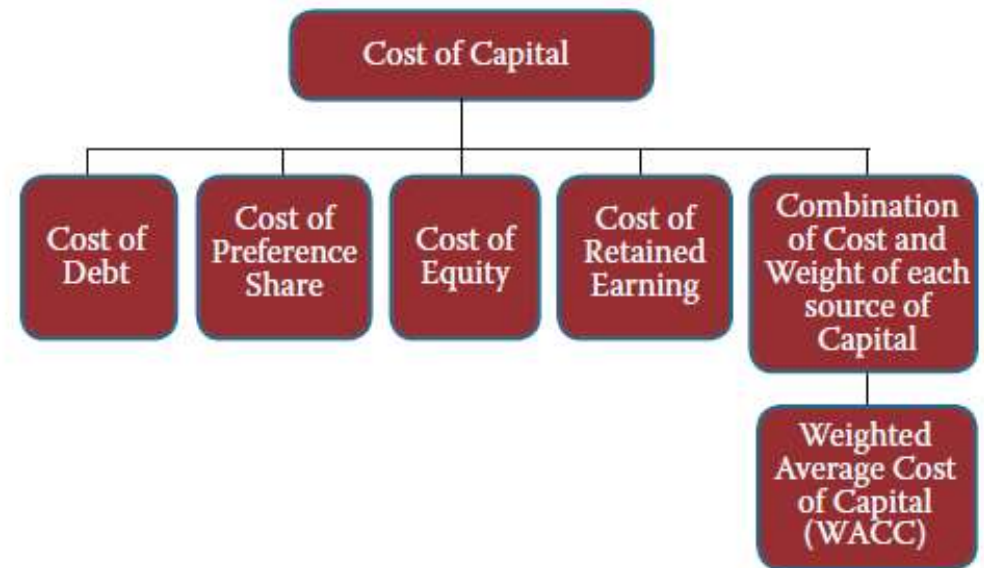 Cost of Capital
Cost of
Debt
Cost of
Preference
Share
Cost of
Equity
Cost of
Retained
Earning
Combination
of Cost and
Weight of each
source of
Capital
Weighted
Average Cost
of Capital
(WACC)